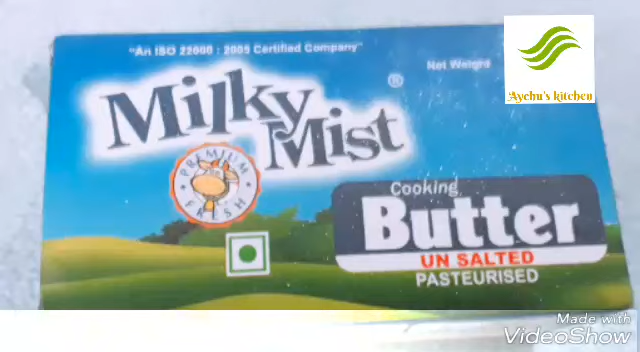 "An ISO 22000 : 2005 Certified Company"
Net Weight
Aychu's kitchen
Milky
Mist
®
PREMIUM
FRESH
Cooking
Butter
UN SALTED
PASTEURISED
Made with
VideoShow